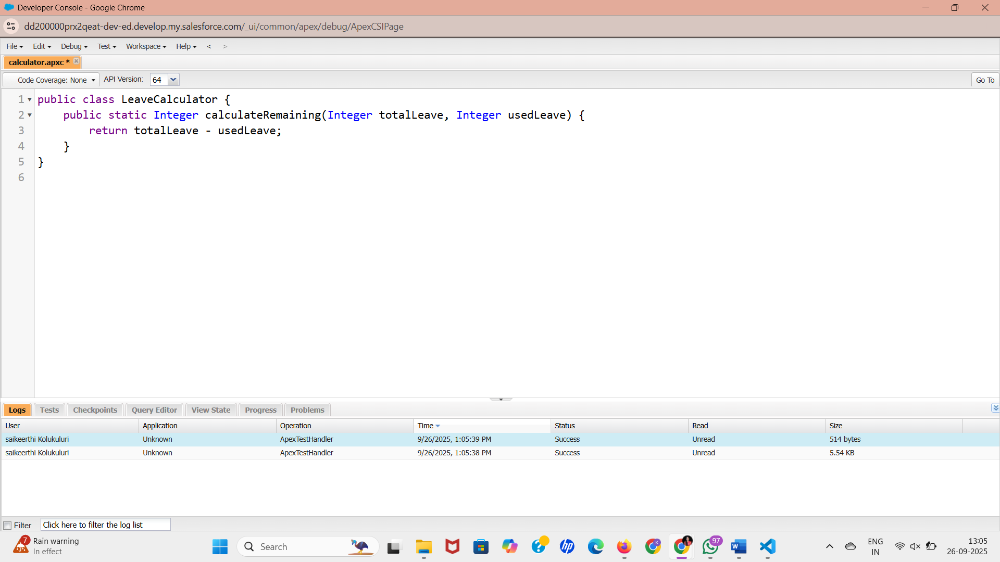 Developer Console - Google Chrome
dd200000prx2qeat-dev-ed.develop.my.salesforce.com/_ui/common/apex/debug/ApexCSIPage
File Edit Debug Test Workspace Help < >
calculator.apxc *
Code Coverage: None API Version: 64 Go To
1 public class LeaveCalculator {
2 public static Integer calculateRemaining(Integer totalLeave, Integer usedLeave) {
3 return totalLeave - usedLeave;
4 }
5 }
6
Logs Tests Checkpoints Query Editor View State Progress Problems
User Application Operation Time Status Read Size
saikeerthi Kolukuluri Unknown ApexTestHandler 9/26/2025, 1:05:39 PM Success Unread 514 bytes
saikeerthi Kolukuluri Unknown ApexTestHandler 9/26/2025, 1:05:38 PM Success Unread 5.54 KB
Filter Click here to filter the log list
7 Rain warning
In effect
Search
hp
K
97
W
ENG
IN
13:05
26-09-2025